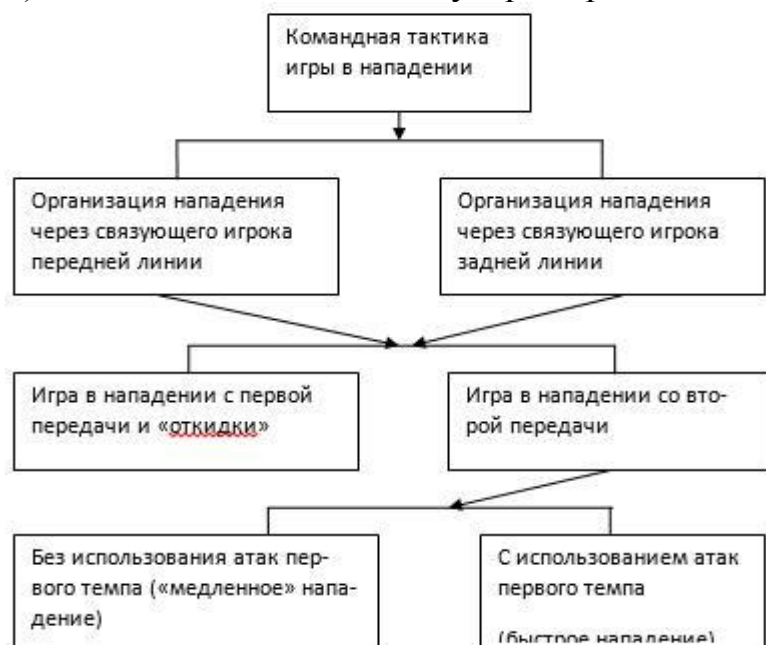 Командная тактика
игры в нападении
Организация нападения
через связующего игрока
передней линии
Организация нападения
через связующего игрока
задней линии
Игра в нападении с первой
передачи и «откидки»
Игра в нападении со вто-
рой передачи
Без использования атак пер-
вого темпа («медленное» напа-
дение)
С использованием атак
первого темпа
(быстрое нападение)